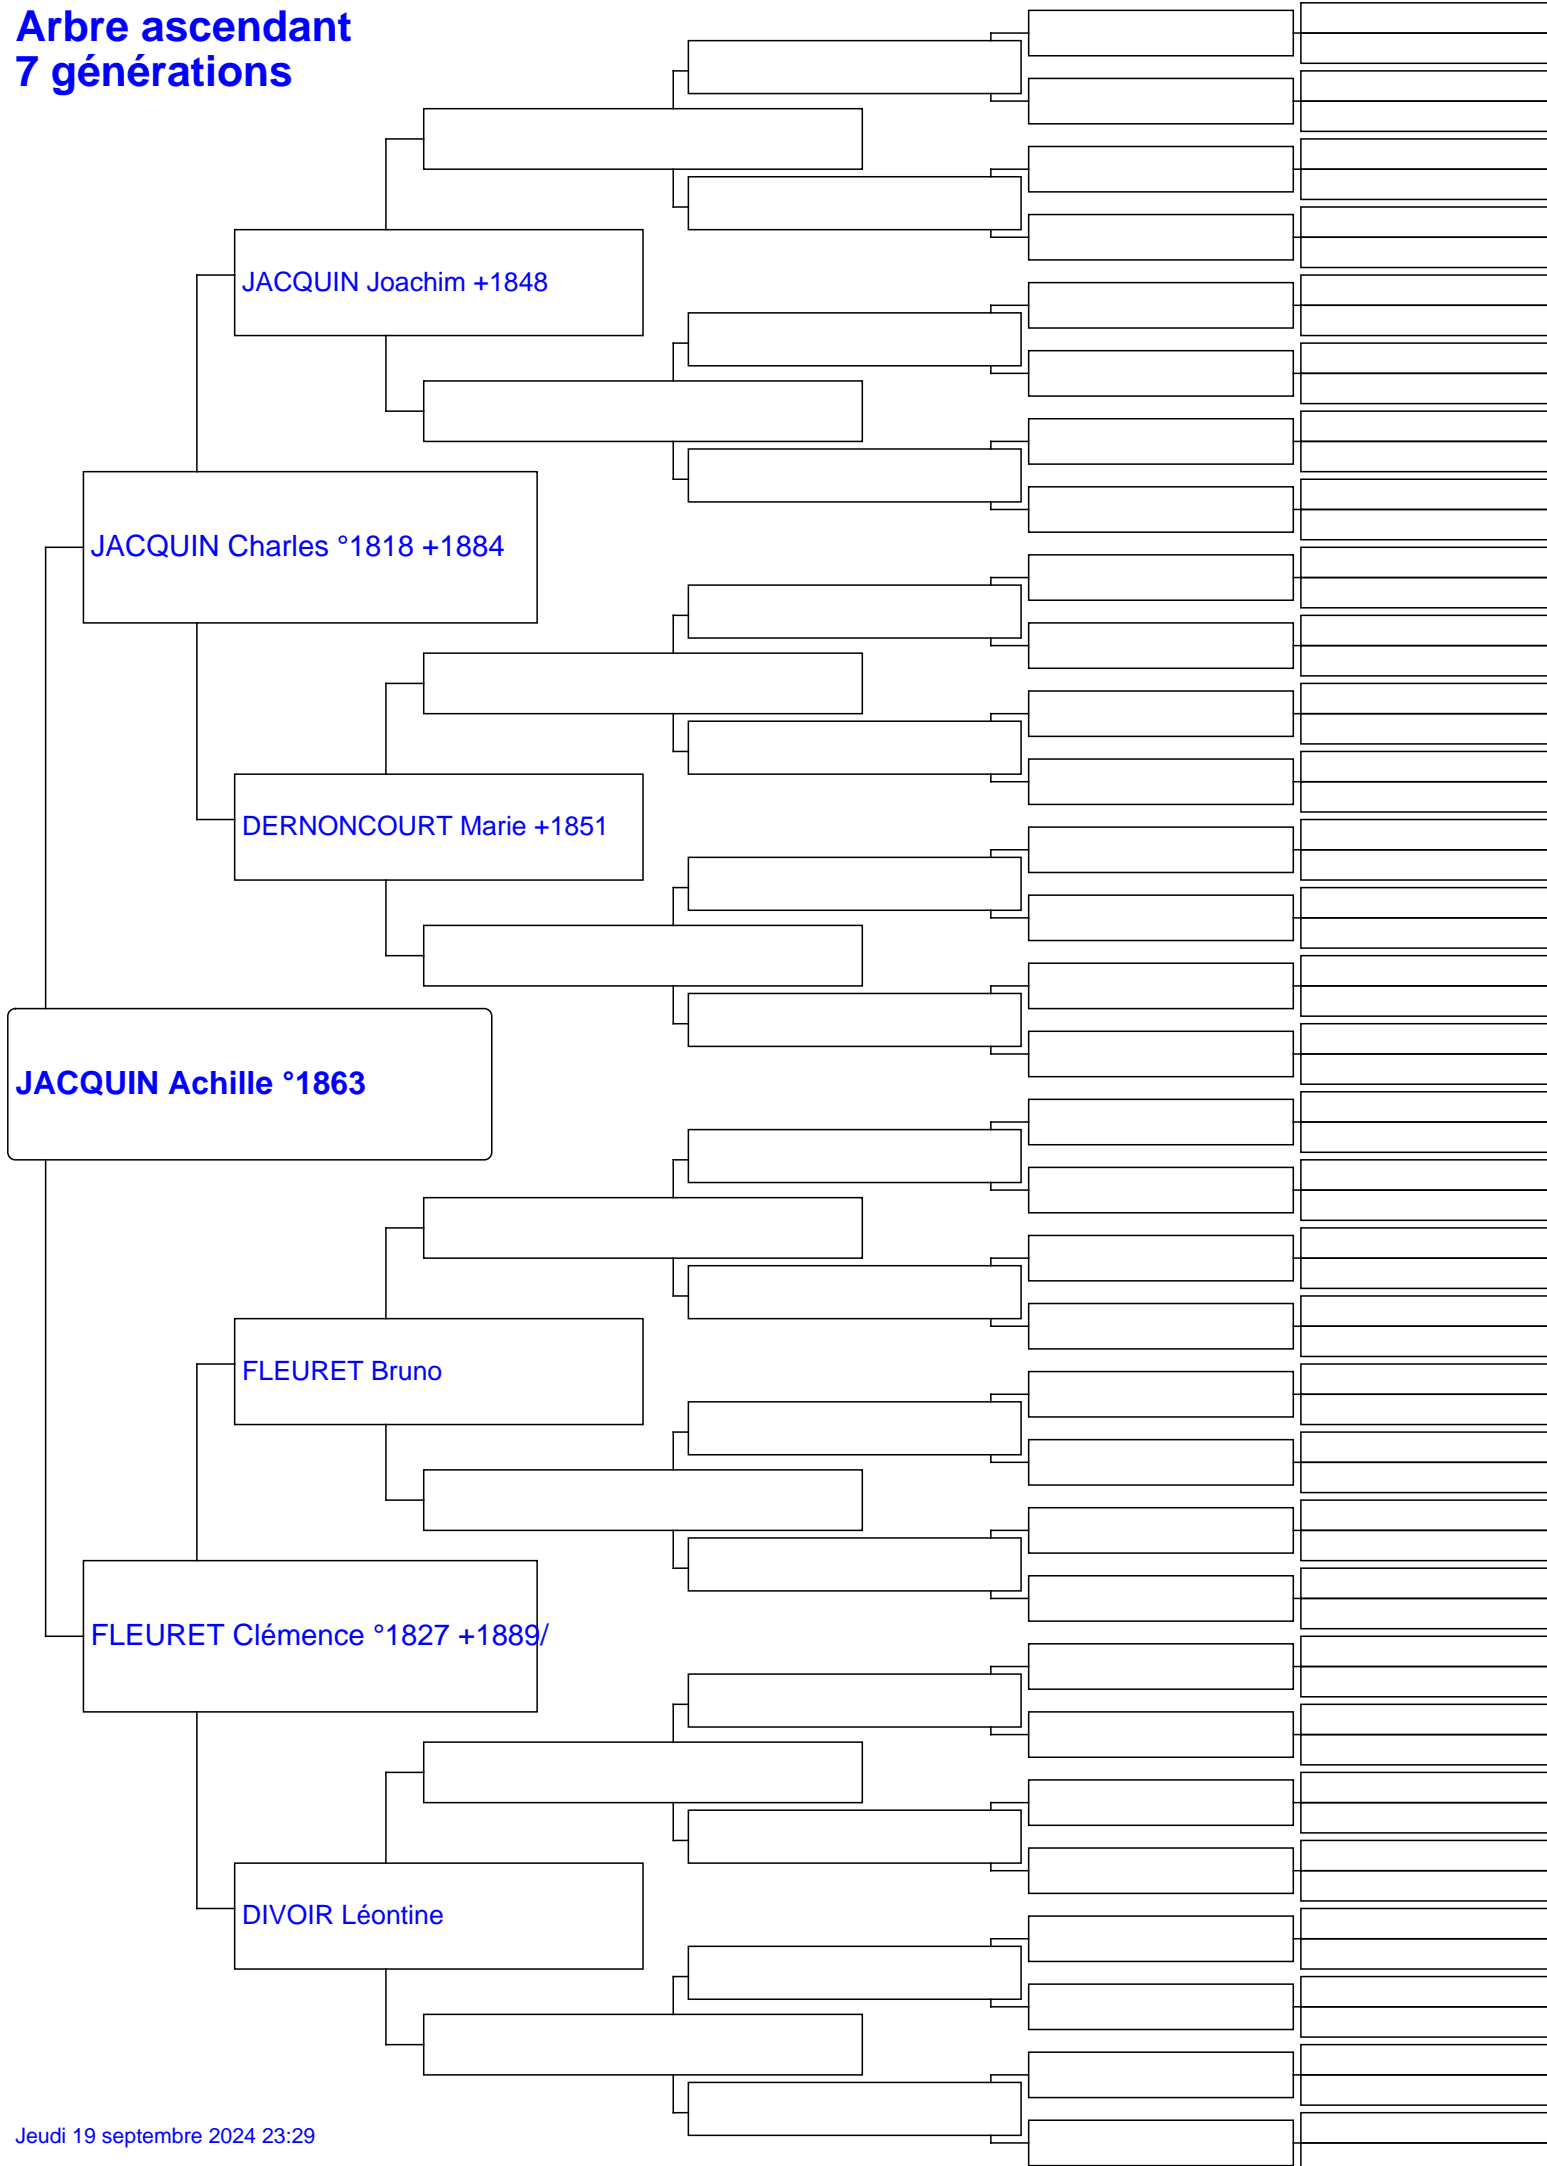 Arbre ascendant
7 générations
JACQUIN Joachim +1848
JACQUIN Charles °1818 +1884
DERNONCOURT Marie +1851
JACQUIN Achille °1863
FLEURET Bruno
FLEURET Clémence °1827 +1889/
DIVOIR Léontine
Jeudi 19 septembre 2024 23:29